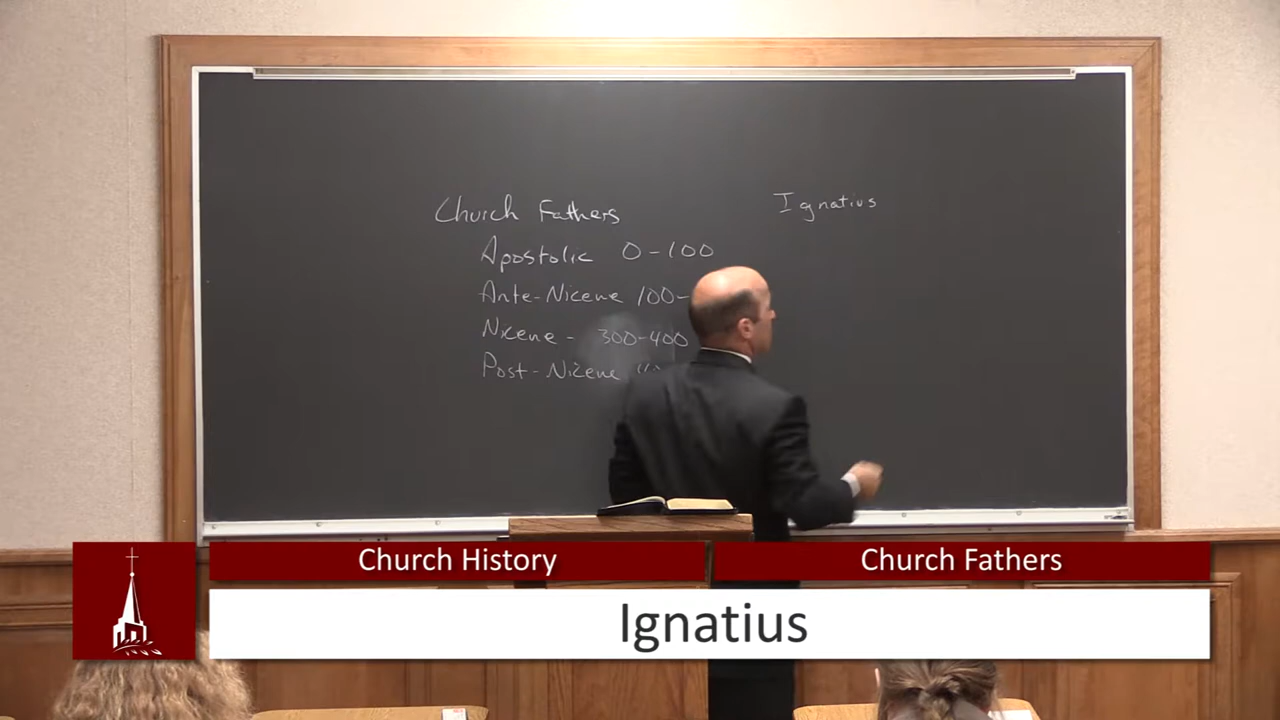 Church Fathers
Ignatius
Apostolic 0-100
Ante-Nicene 100-
Nicene - 300-400
Post-Nicene
Church History
Church Fathers
Ignatius